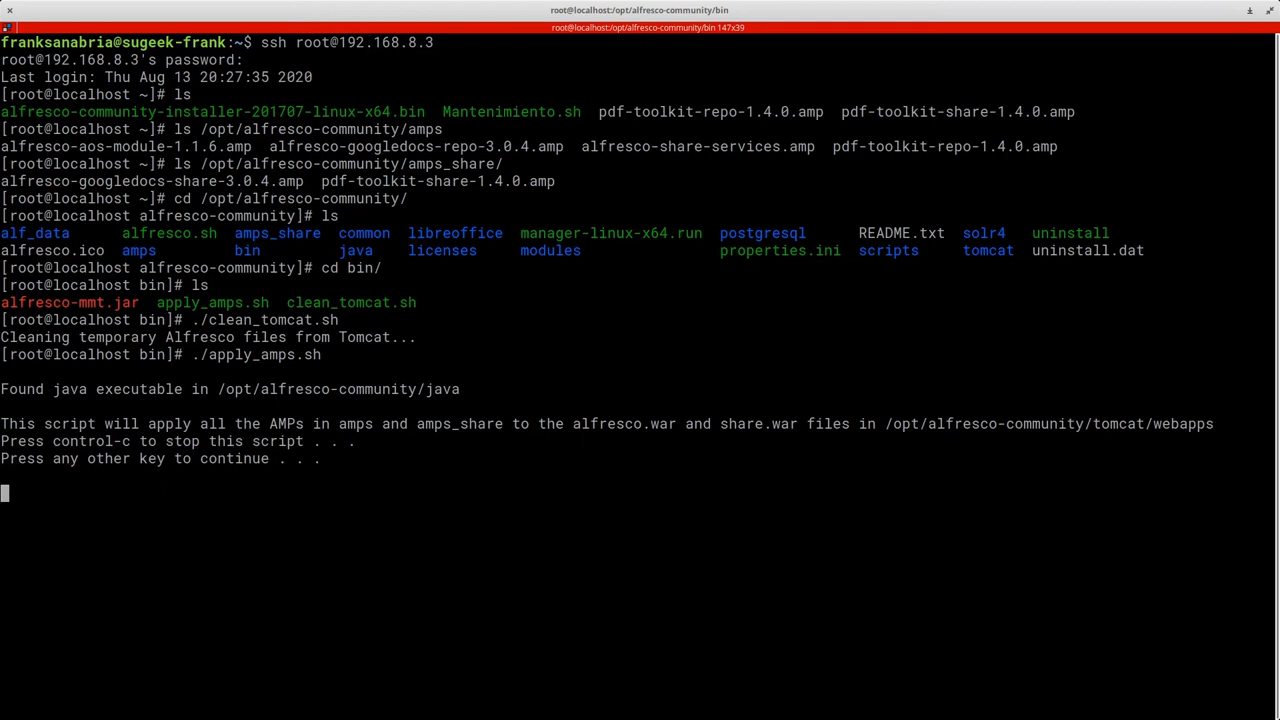 root@localhost:/opt/alfresco-community/bin
root@localhost:/opt/alfresco-community/bin 147x39
franksanabria@sugeek-frank:~$ ssh root@192.168.8.3
root@192.168.8.3's password:
Last login: Thu Aug 13 20:27:35 2020
[root@localhost ~]# ls
alfresco-community-installer-201707-linux-x64.bin  Mantenimiento.sh  pdf-toolkit-repo-1.4.0.amp  pdf-toolkit-share-1.4.0.amp
[root@localhost ~]# ls /opt/alfresco-community/amps
alfresco-aos-module-1.1.6.amp  alfresco-googledocs-repo-3.0.4.amp  alfresco-share-services.amp  pdf-toolkit-repo-1.4.0.amp
[root@localhost ~]# ls /opt/alfresco-community/amps_share/
alfresco-googledocs-share-3.0.4.amp  pdf-toolkit-share-1.4.0.amp
[root@localhost ~]# cd /opt/alfresco-community/
[root@localhost alfresco-community]# ls
alf_data      alfresco.sh  amps_share  common  libreoffice  manager-linux-x64.run  postgresql      README.txt  solr4   uninstall
alfresco.ico  amps         bin         java    licenses     modules                properties.ini  scripts     tomcat  uninstall.dat
[root@localhost alfresco-community]# cd bin/
[root@localhost bin]# ls
alfresco-mmt.jar  apply_amps.sh  clean_tomcat.sh
[root@localhost bin]# ./clean_tomcat.sh
Cleaning temporary Alfresco files from Tomcat...
[root@localhost bin]# ./apply_amps.sh
Found java executable in /opt/alfresco-community/java
This script will apply all the AMPs in amps and amps_share to the alfresco.war and share.war files in /opt/alfresco-community/tomcat/webapps
Press control-c to stop this script . . .
Press any other key to continue . . .